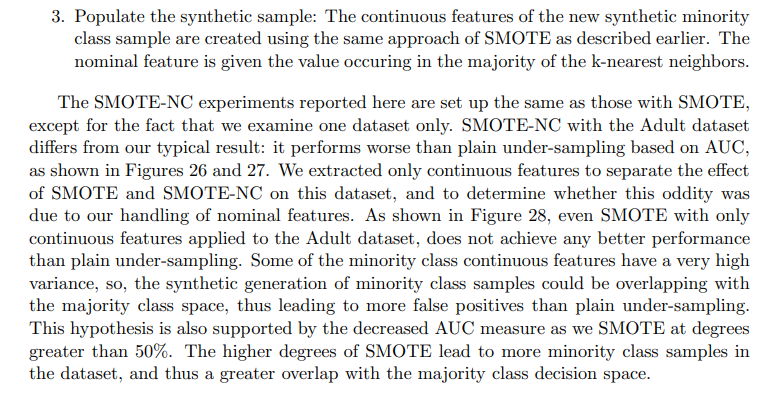 3. Populate the synthetic sample: The continuous features of the new synthetic minority
class sample are created using the same approach of SMOTE as described earlier. The
nominal feature is given the value occuring in the majority of the k-nearest neighbors.
The SMOTE-NC experiments reported here are set up the same as those with SMOTE,
except for the fact that we examine one dataset only. SMOTE-NC with the Adult dataset
differs from our typical result: it performs worse than plain under-sampling based on AUC,
as shown in Figures 26 and 27. We extracted only continuous features to separate the effect
of SMOTE and SMOTE-NC on this dataset, and to determine whether this oddity was
due to our handling of nominal features. As shown in Figure 28, even SMOTE with only
continuous features applied to the Adult dataset, does not achieve any better performance
than plain under-sampling. Some of the minority class continuous features have a very high
variance, so, the synthetic generation of minority class samples could be overlapping with
the majority class space, thus leading to more false positives than plain under-sampling.
This hypothesis is also supported by the decreased AUC measure as we SMOTE at degrees
greater than 50%. The higher degrees of SMOTE lead to more minority class samples in
the dataset, and thus a greater overlap with the majority class decision space.